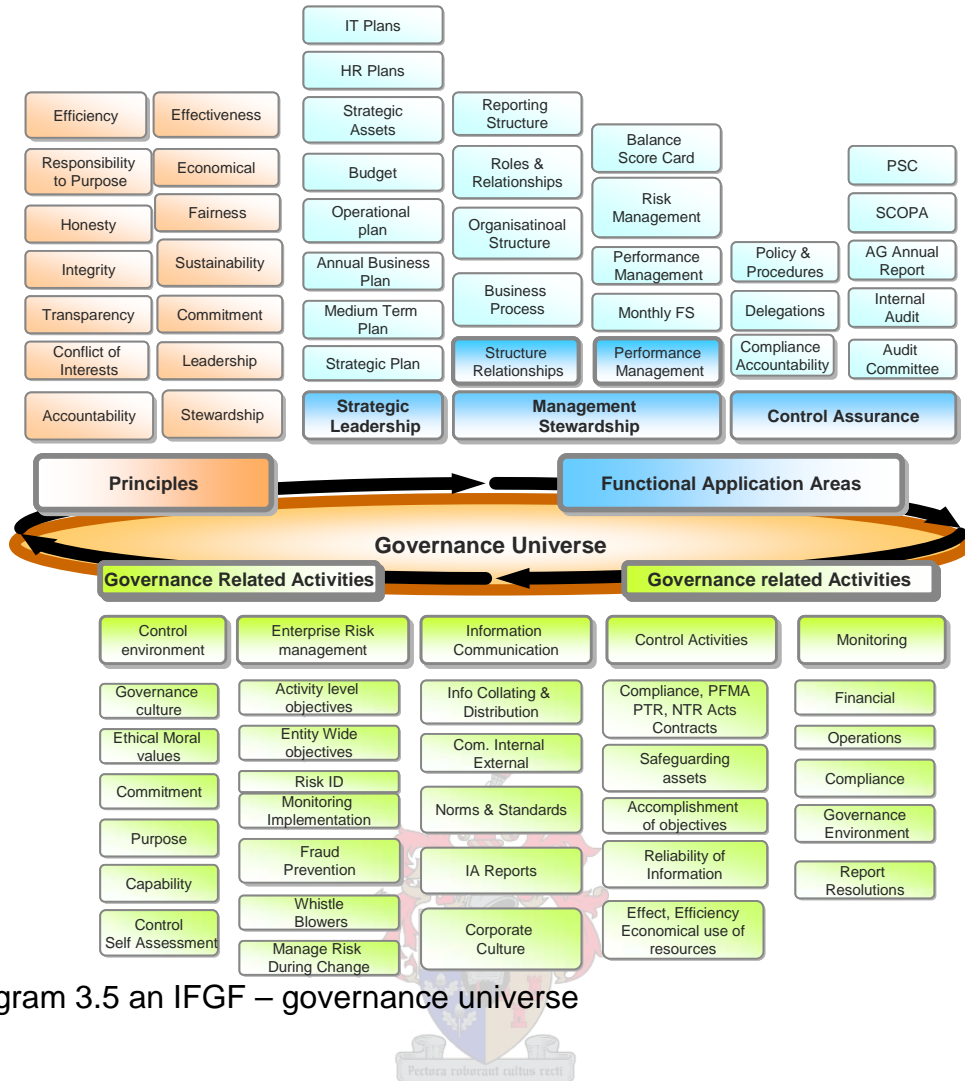 IT Plans
HR Plans
Strategic
Assets
Budget
Operational
plan
Annual Business
Plan
Medium Term
Plan
Strategic Plan
Strategic
Leadership
Efficiency
Effectiveness
Responsibility
to Purpose
Economical
Honesty
Fairness
Integrity
Sustainability
Transparency
Commitment
Conflict of
Interests
Leadership
Accountability
Stewardship
Reporting
Structure
Roles &
Relationships
Organisatinoal
Structure
Business
Process
Structure
Relationships
Balance
Score Card
Risk
Management
Performance
Management
Monthly FS
Performance
Management
Management
Stewardship
Policy &
Procedures
Delegations
Compliance
Accountability
PSC
SCOPA
AG Annual
Report
Internal
Audit
Audit
Committee
Control Assurance
Principles
Functional Application Areas
Governance Universe
Governance Related Activities
Governance related Activities
Control
environment
Governance
culture
Ethical Moral
values
Commitment
Purpose
Capability
Control
Self Assessment
Enterprise Risk
management
Activity level
objectives
Entity Wide
objectives
Risk ID
Monitoring
Implementation
Fraud
Prevention
Whistle
Blowers
Manage Risk
During Change
Information
Communication
Info Collating &
Distribution
Com. Internal
External
Norms & Standards
IA Reports
Corporate
Culture
Control Activities
Compliance, PFMA
PTR, NTR Acts
Contracts
Safeguarding
assets
Accomplishment
of objectives
Reliability of
Information
Effect, Efficiency
Economical use of
resources
Monitoring
Financial
Operations
Compliance
Governance
Environment
Report
Resolutions
gram 3.5 an IFGF – governance universe
Pectora roborant cultus recti